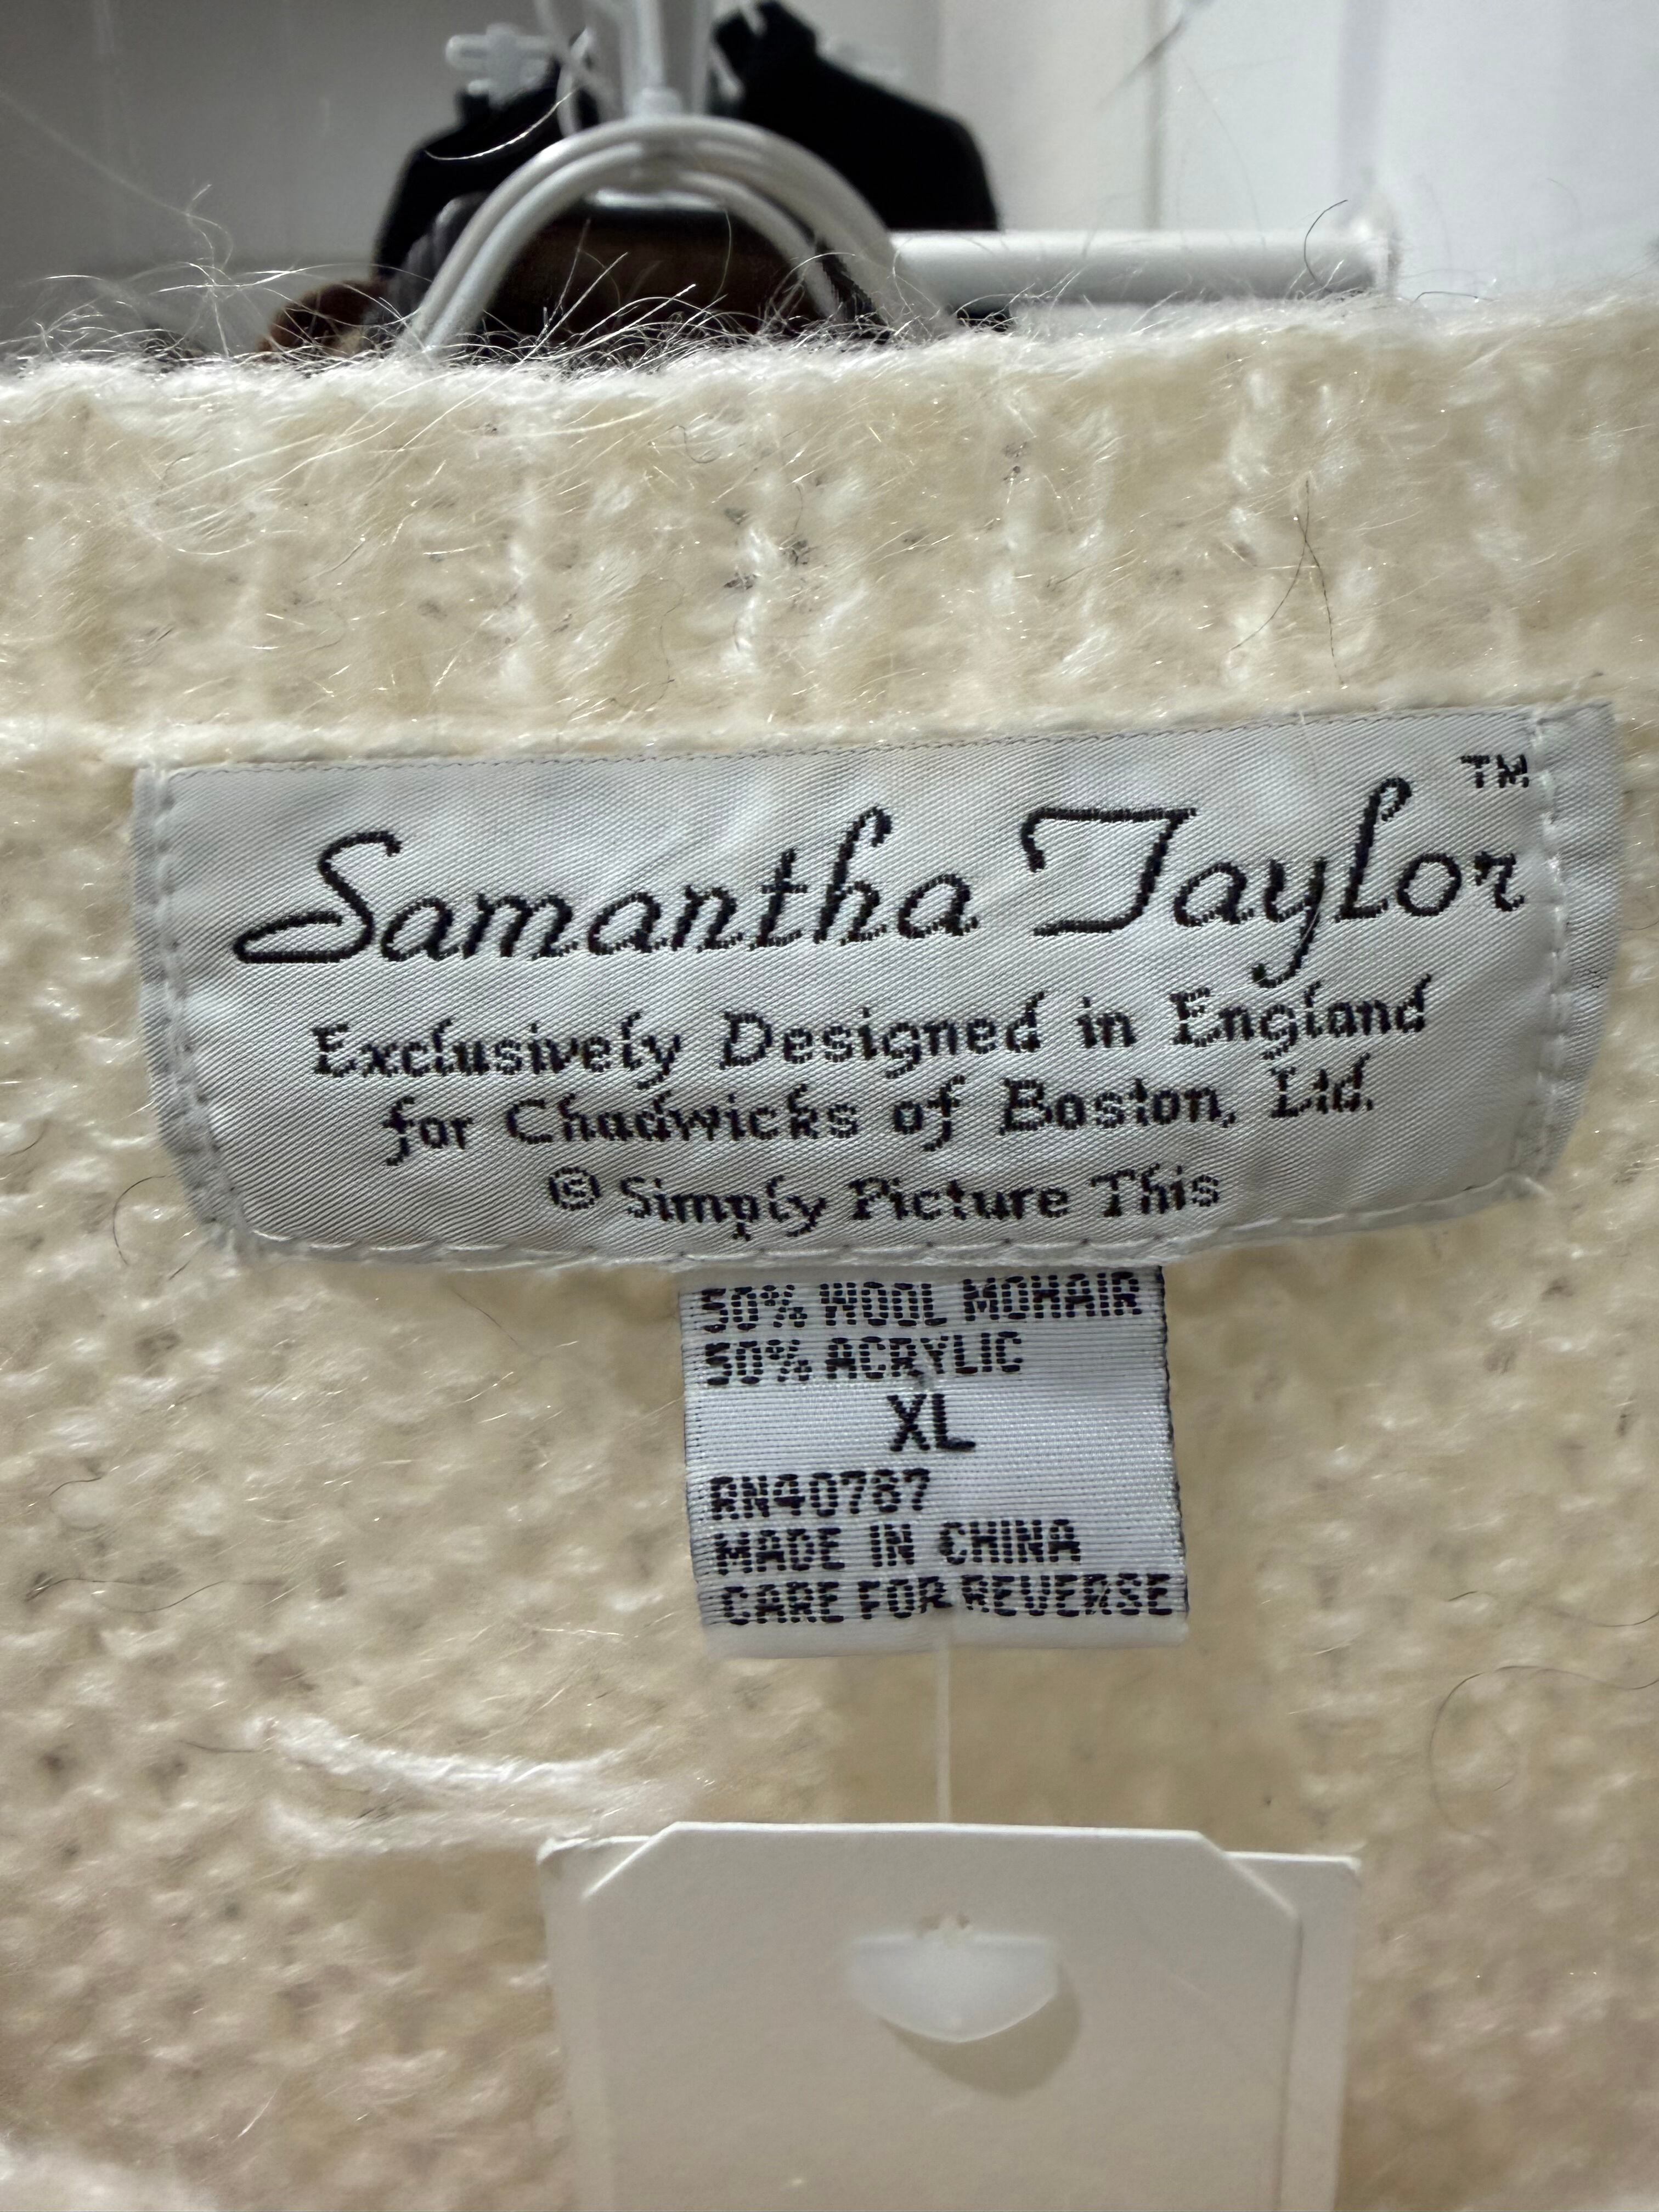 Samantha Taylor™
Exclusively Designed in England
for Chadwicks of Boston, Ltd.
© Simply Picture This
50% WOOL MOHAIR
50% ACRYLIC
XL
RN40787
MADE IN CHINA
CARE FOR REVERSE